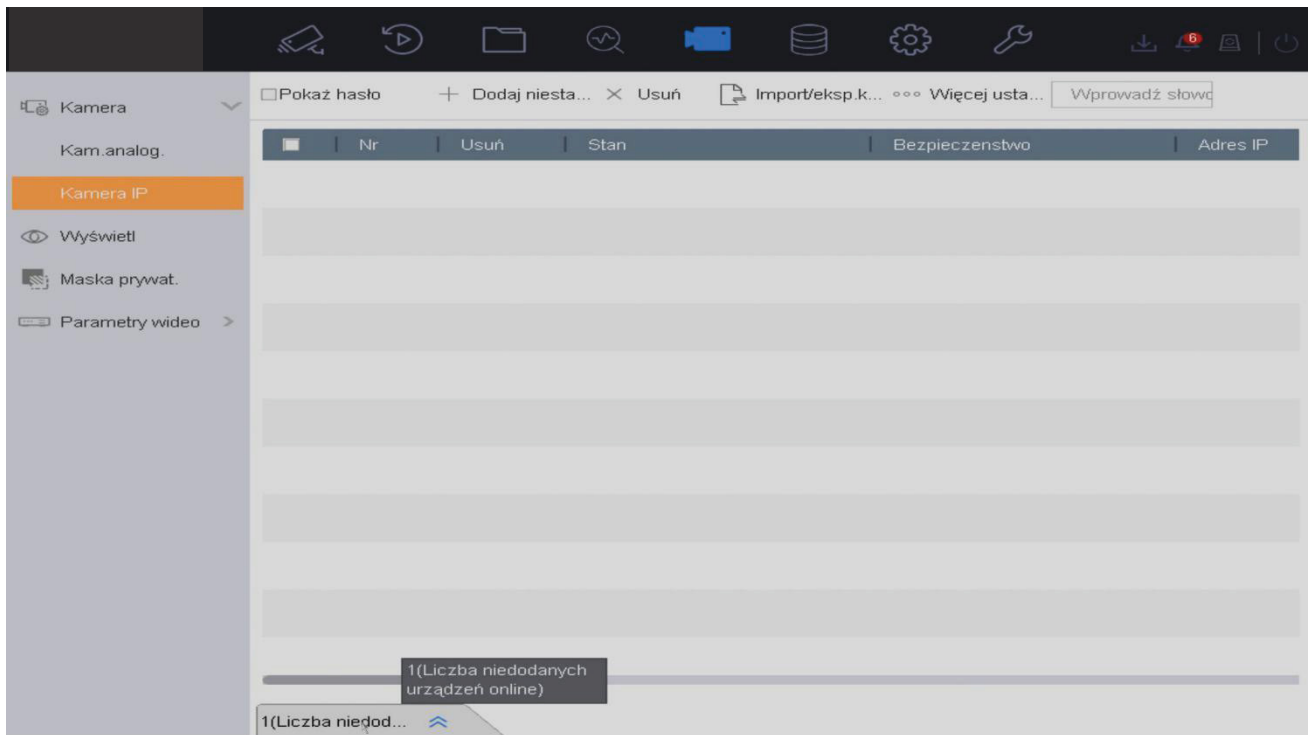 6
Kamera
Kam.analog.
Kamera IP
Wyświetl
Maska prywat.
Parametry wideo
Pokaż hasło
Dodaj niesta...
Usuń
Import/eksp.k...
Więcej usta...
Wprowadź słowo
Nr
Usuń
Stan
Bezpieczenstwo
Adres IP
1(Liczba niedodanych
urządzeń online)
1(Liczba niedod...